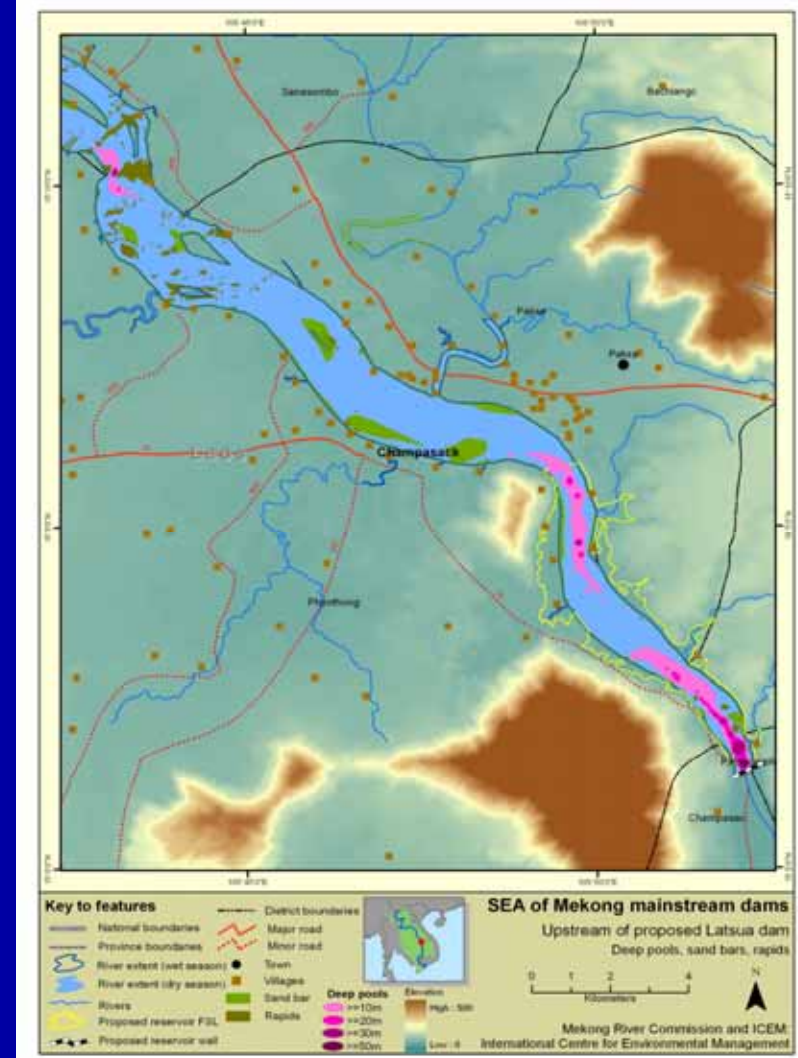 Sanasombo
Bachiango
Pakse
Pakse
Champasack
Phonthong
Champasac
Key to features
National boundaries
Province boundaries
River extent (wet season)
River extent (dry season)
Rivers
Proposed reservoir FSL
Proposed reservoir wall
District boundaries
Major road
Minor road
Town
Villages
Sand bar
Rapids
Deep pools
>=10m
>=20m
>=30m
>=50m
Elevation
High : 500
Low : 0
SEA of Mekong mainstream dams
Upstream of proposed Latsua dam
Deep pools, sand bars, rapids
0 1 2 4
Kilometers
N
Mekong River Commission and ICEM:
International Centre for Environmental Management